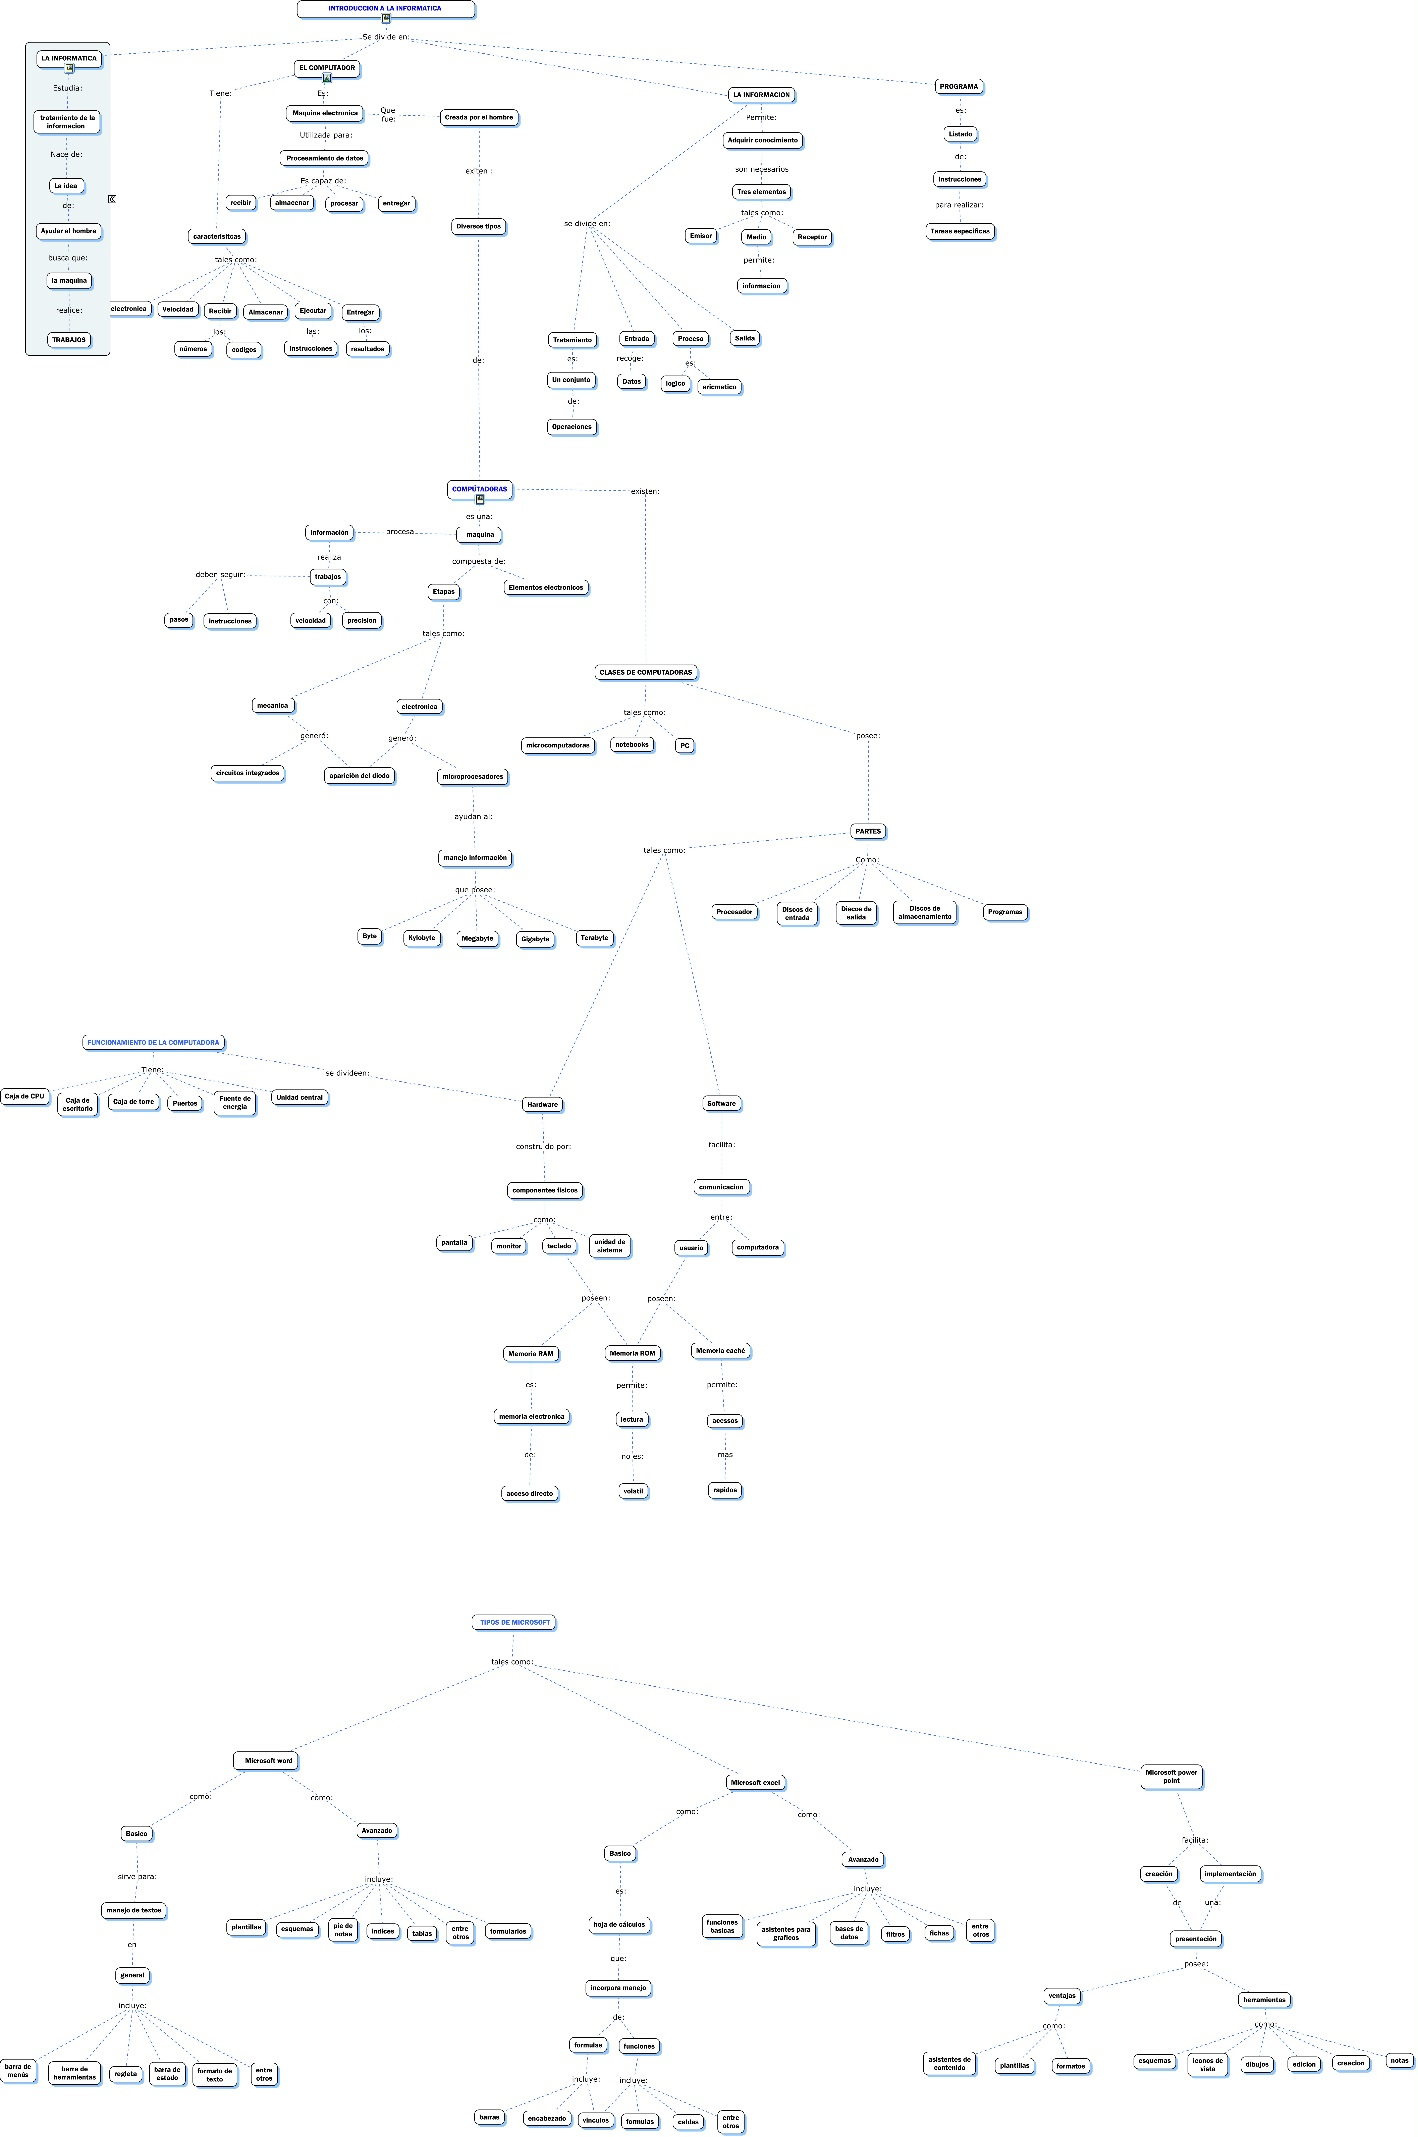 INTRODUCCION A LA INFORMATICA
Se divide en:
LA INFORMATICA
Estudia:
tratamiento de la
informacion
Nace de:
La idea
de:
Ayudar al hombre
busca que:
la maquina
realice:
TRABAJOS
EL COMPUTADOR
Tiene:
Es:
Maquina electronica
Que
fue:
Creada por el hombre
Utilizada para:
Procesamiento de datos
Es capaz de:
recibir
almacenar
procesar
entregar
exiten :
Diversos tipos
de:
caracterisitcas
tales como:
electronica
Velocidad
Recibir
Almacenar
Ejecutar
Entregar
los:
las:
los:
números
codigos
Instrucciones
resultados
LA INFORMACION
Permite:
Adquirir conocimiento
son necesarios
Tres elementos
tales como:
Emisor
Medio
Receptor
permite:
informacion
se divide en:
Tratamiento
Entrada
Proceso
Salida
es:
recoge:
es:
Un conjunto
Datos
logico
aricmatico
de:
Operaciones
PROGRAMA
es:
Listado
de:
Instrucciones
para realizar:
Tareas especificas
COMPUTADORAS
existen:
es una:
maquina
procesa
Información
realiza
trabajos
deben seguir:
con:
pasos
instrucciones
velocidad
precision
compuesta de:
Etapas
Elementos electronicos
tales como:
mecanica
electronica
generó:
generó:
circuitos integrados
aparición del diodo
microprocesadores
ayudan al:
manejo información
que posee:
Byte
Kylobyte
Megabyte
Gigabyte
Terabyte
CLASES DE COMPUTADORAS
tales como:
microcomputadoras
notebooks
PC
posee:
PARTES
tales como:
Como:
Procesador
Discos de
entrada
Discos de
salida
Discos de
almacenamiento
Programas
FUNCIONAMIENTO DE LA COMPUTADORA
Tiene:
se divideen:
Caja de CPU
Caja de
escritorio
Caja de torre
Puertos
Fuente de
energia
Unidad central
Hardware
Software
construido por:
facilita:
componentes fisicos
comunicacion
como:
entre:
pantalla
monitor
teclado
unidad de
sistema
usuario
computadora
poseen:
poseen:
Memoria RAM
Memoria ROM
Memoria caché
es:
permite:
permite:
memoria electronica
lectura
acessos
de:
no es:
mas
acceso directo
volatil
rapidos
TIPOS DE MICROSOFT
tales como:
Microsoft word
Microsoft excel
Microsoft power
point
como:
como:
Basico
Avanzado
sirve para:
incluye:
manejo de textos
plantillas
esquemas
pie de
notas
indices
tablas
entre
otros
formularios
en
general
incluye:
barra de
menús
barra de
herramientas
regleta
barra de
estado
formato de
texto
entre
otros
como:
como:
Basico
Avanzado
es:
incluye:
hoja de cálculos
funciones
basicas
asistentes para
graficos
bases de
datos
filtros
fichas
entre
otros
que:
incorpora manejo
de:
formulas
funciones
incluye:
incluye:
barras
encabezado
vinculos
formulas
celdas
entre
otros
facilita:
creación
implementación
de
una:
presentación
posee:
ventajas
herramientas
como:
como:
asistentes de
contenido
plantillas
formatos
esquemas
iconos de
vista
dibujos
edicion
creacion
notas